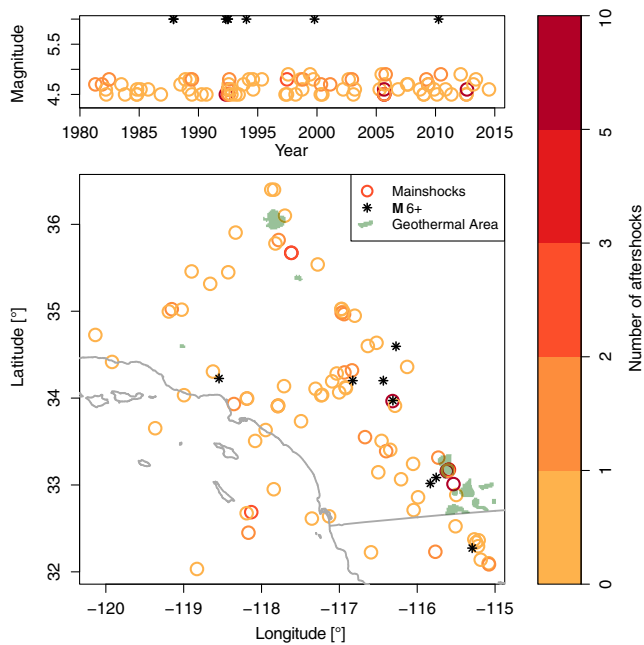 Magnitude
5.5
4.5
1980 1985 1990 1995 2000 2005 2010 2015
Year
Mainshocks
M 6+
Geothermal Area
Latitude [°]
36
35
34
33
32
−120 −119 −118 −117 −116 −115
Longitude [°]
10
5
3
2
1
0
Number of aftershocks